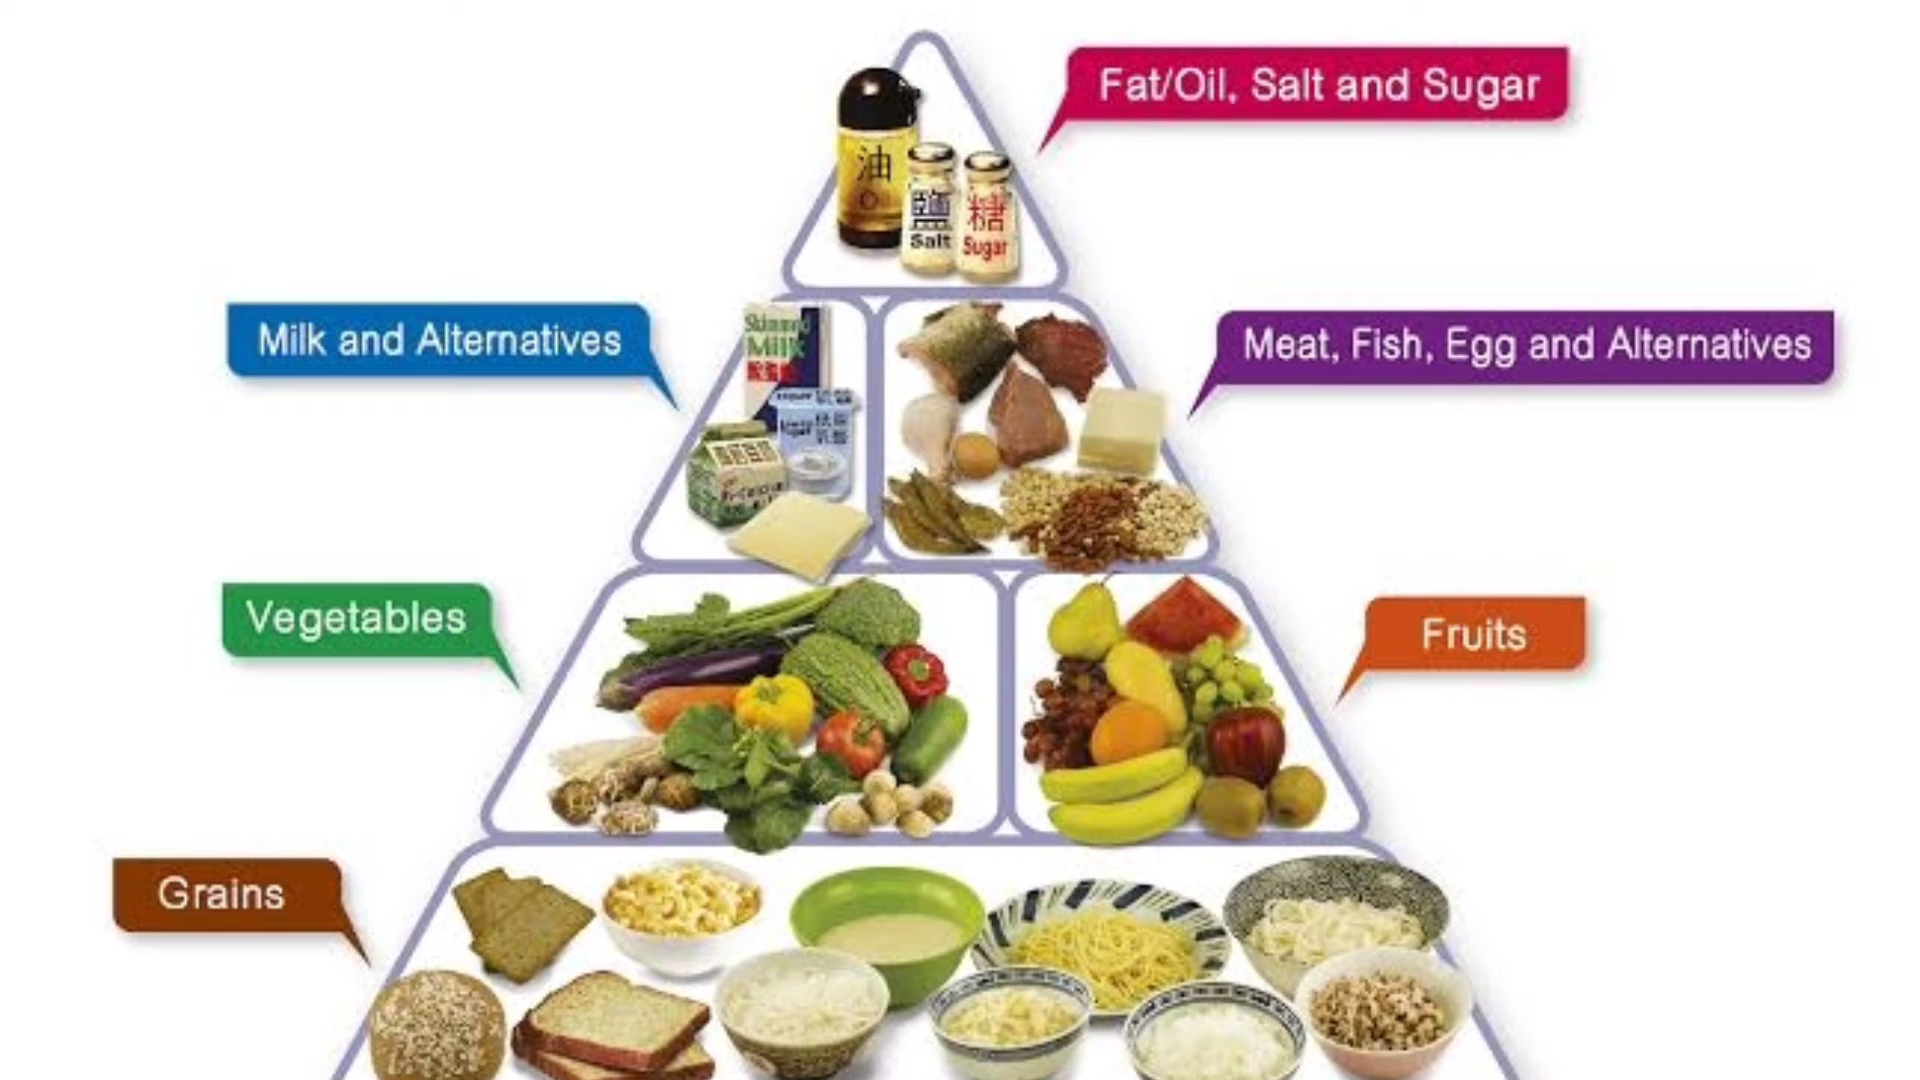 Fat/Oil, Salt and Sugar
油
鹽
糖
Salt
Sugar
Milk and Alternatives
Meat, Fish, Egg and Alternatives
Skimmed
Milk
Vegetables
Fruits
Grains